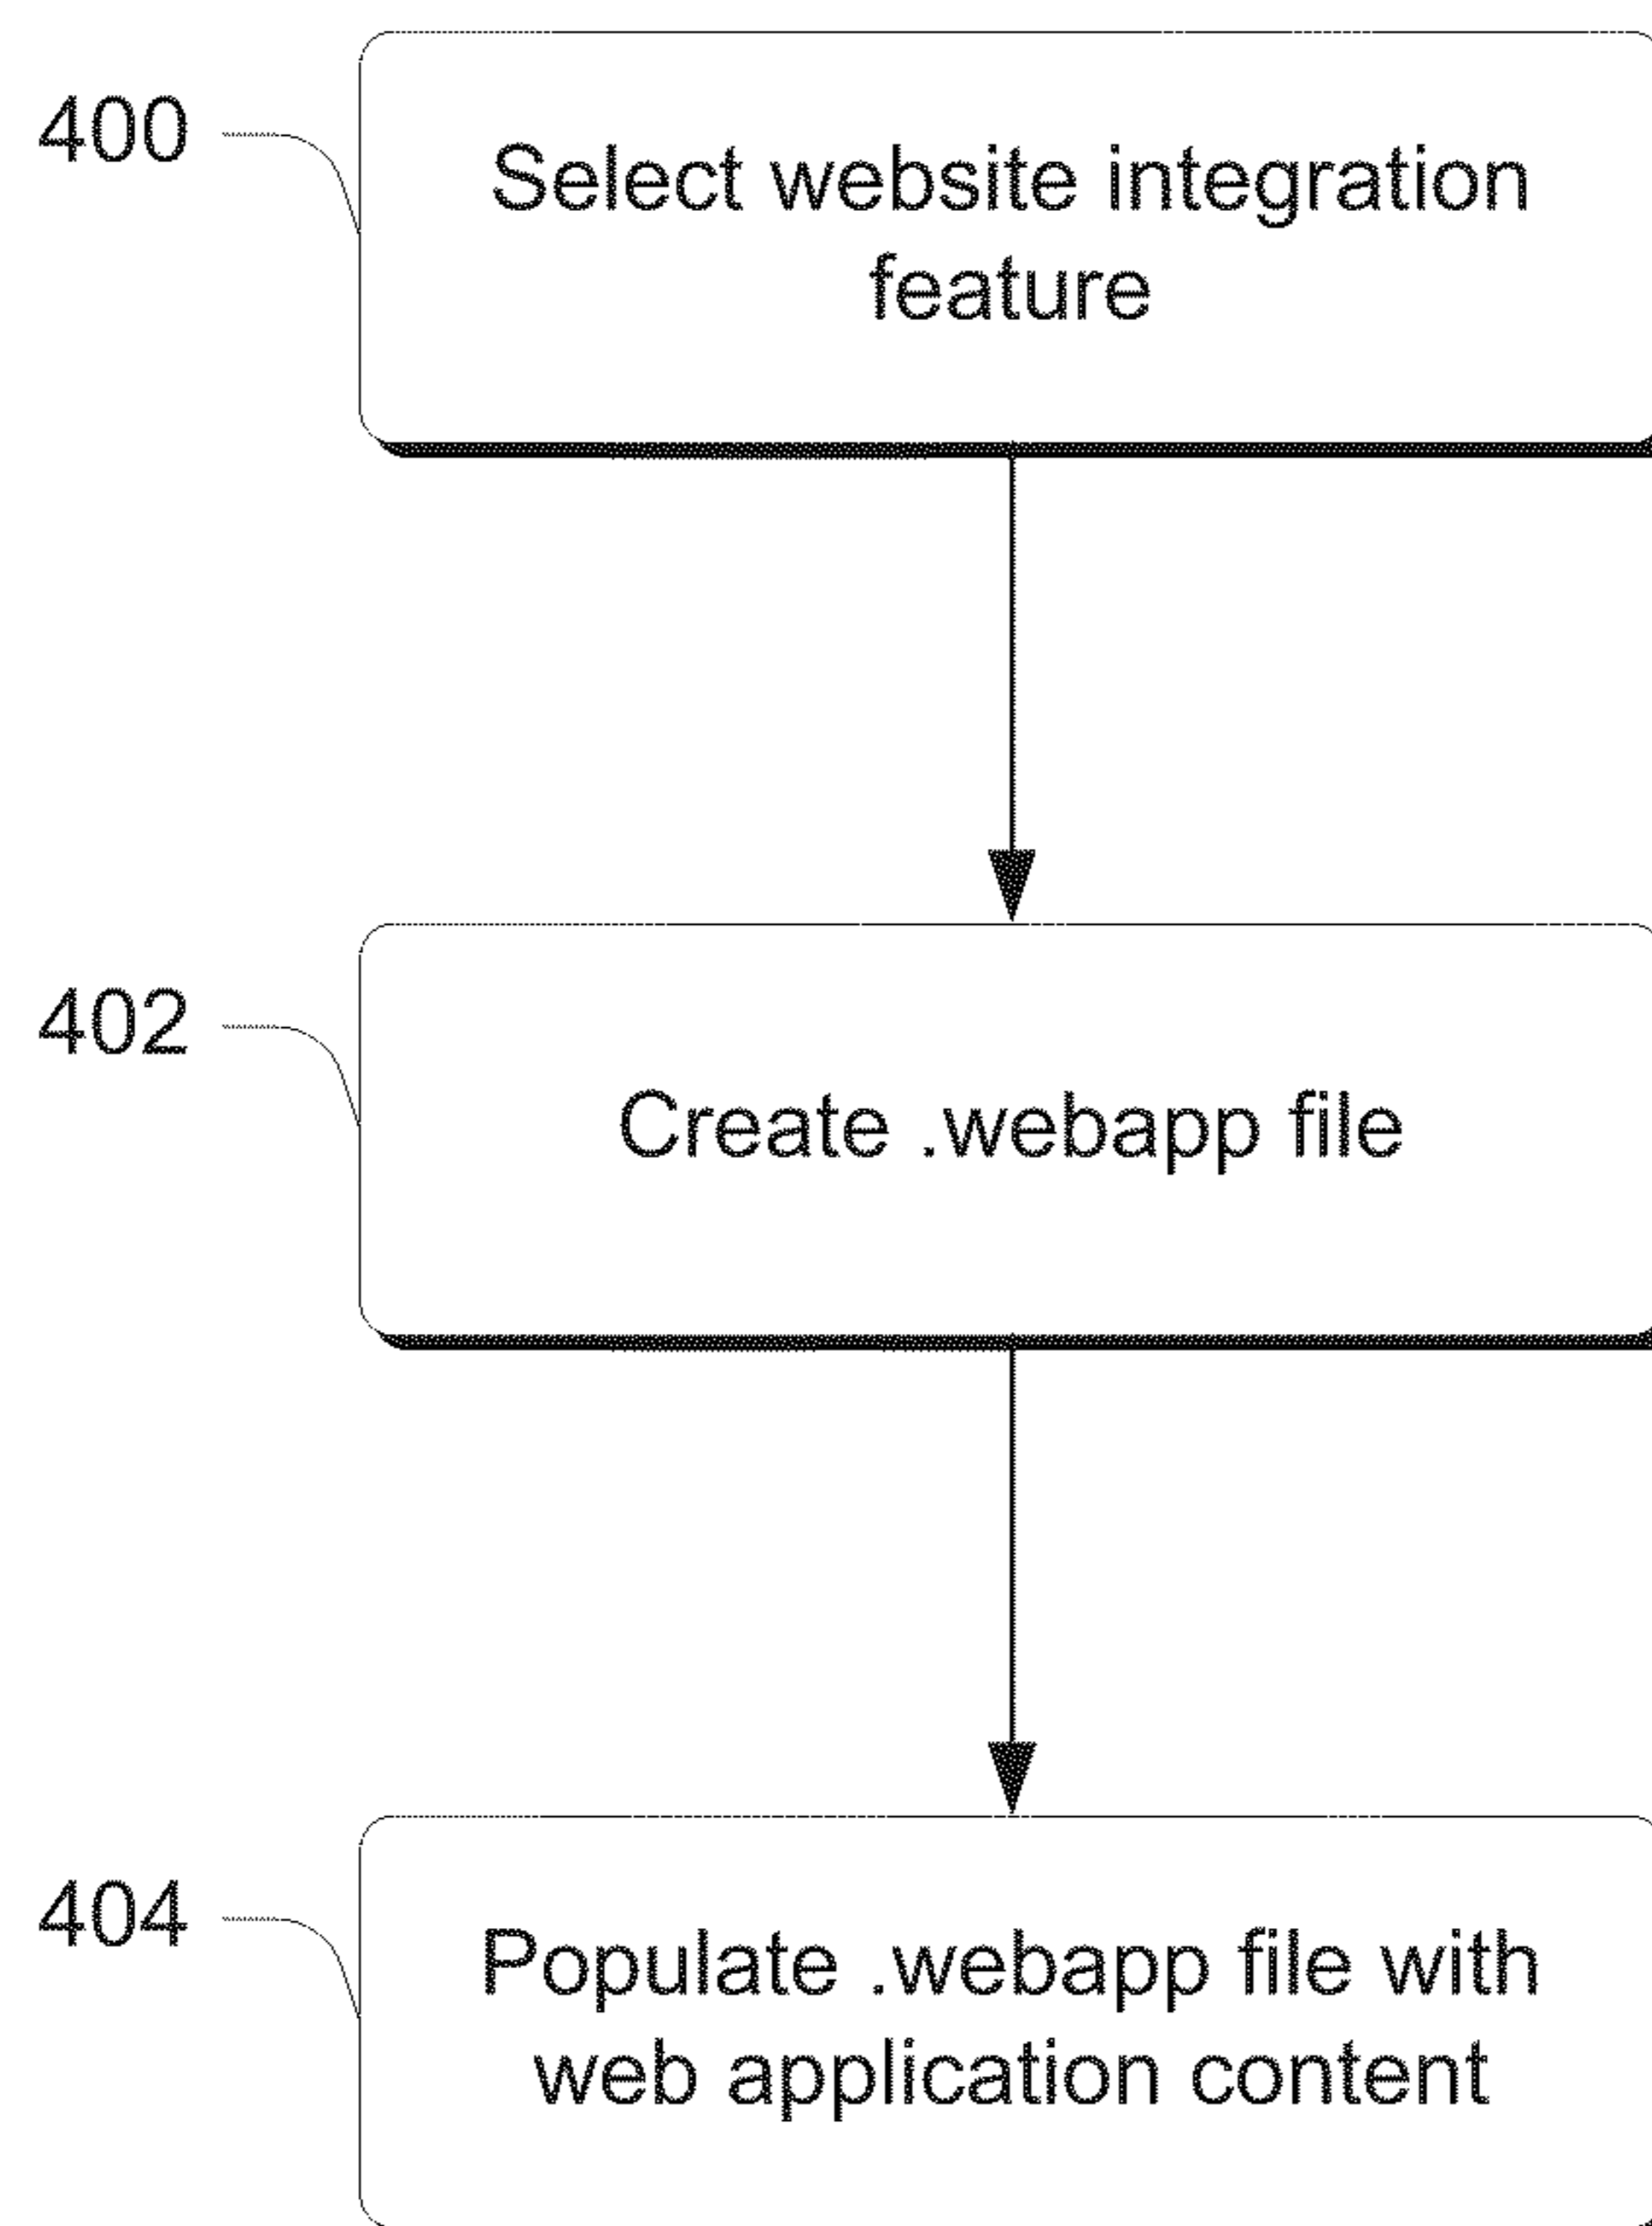 400
Select website integration
feature
402
Create .webapp file
404
Populate .webapp file with
web application content